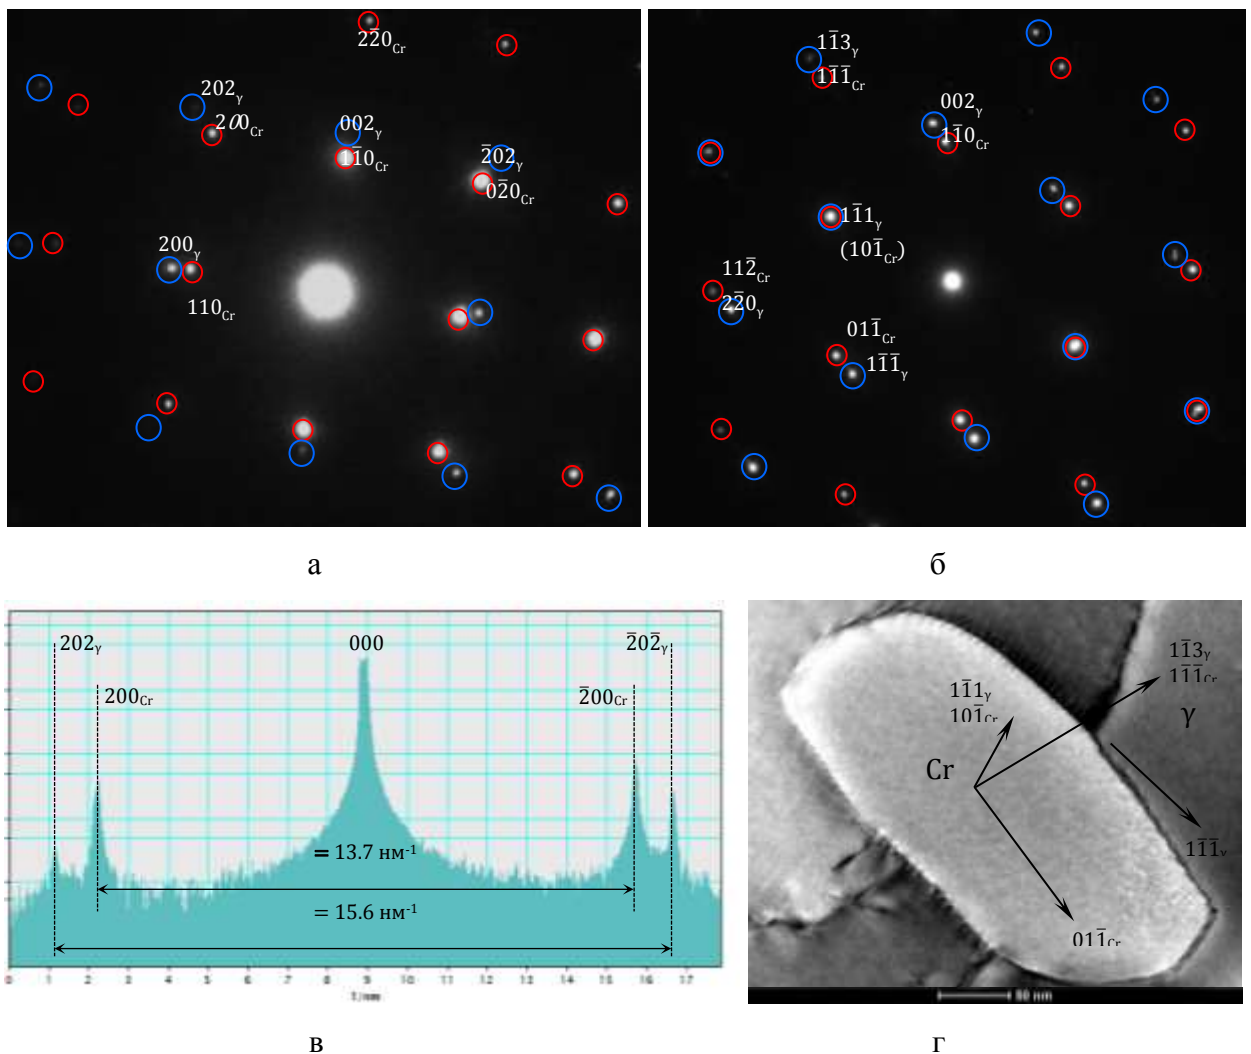 22̅0Cr
202γ
2𝟘0Cr
002γ
11̅0Cr
2̅02γ
02̅0Cr
200γ
110Cr
а
11̅3γ
11̅1̅Cr
002γ
11̅0Cr
11̅1γ
(101̅Cr)
112̅Cr
22̅0γ
011̅Cr
11̅1̅γ
б
202γ
000
2̅02̅γ
200Cr
2̅00Cr
= 13.7 нм-1
= 15.6 нм-1
0 1 2 3 4 5 6 7 8 9 10 11 12 13 14 15 16 17
1/nm
в
11̅3γ
11̅1̅Cr
11̅1γ
101̅Cr
γ
Cr
11̅1̅γ
011̅Cr
nm
г